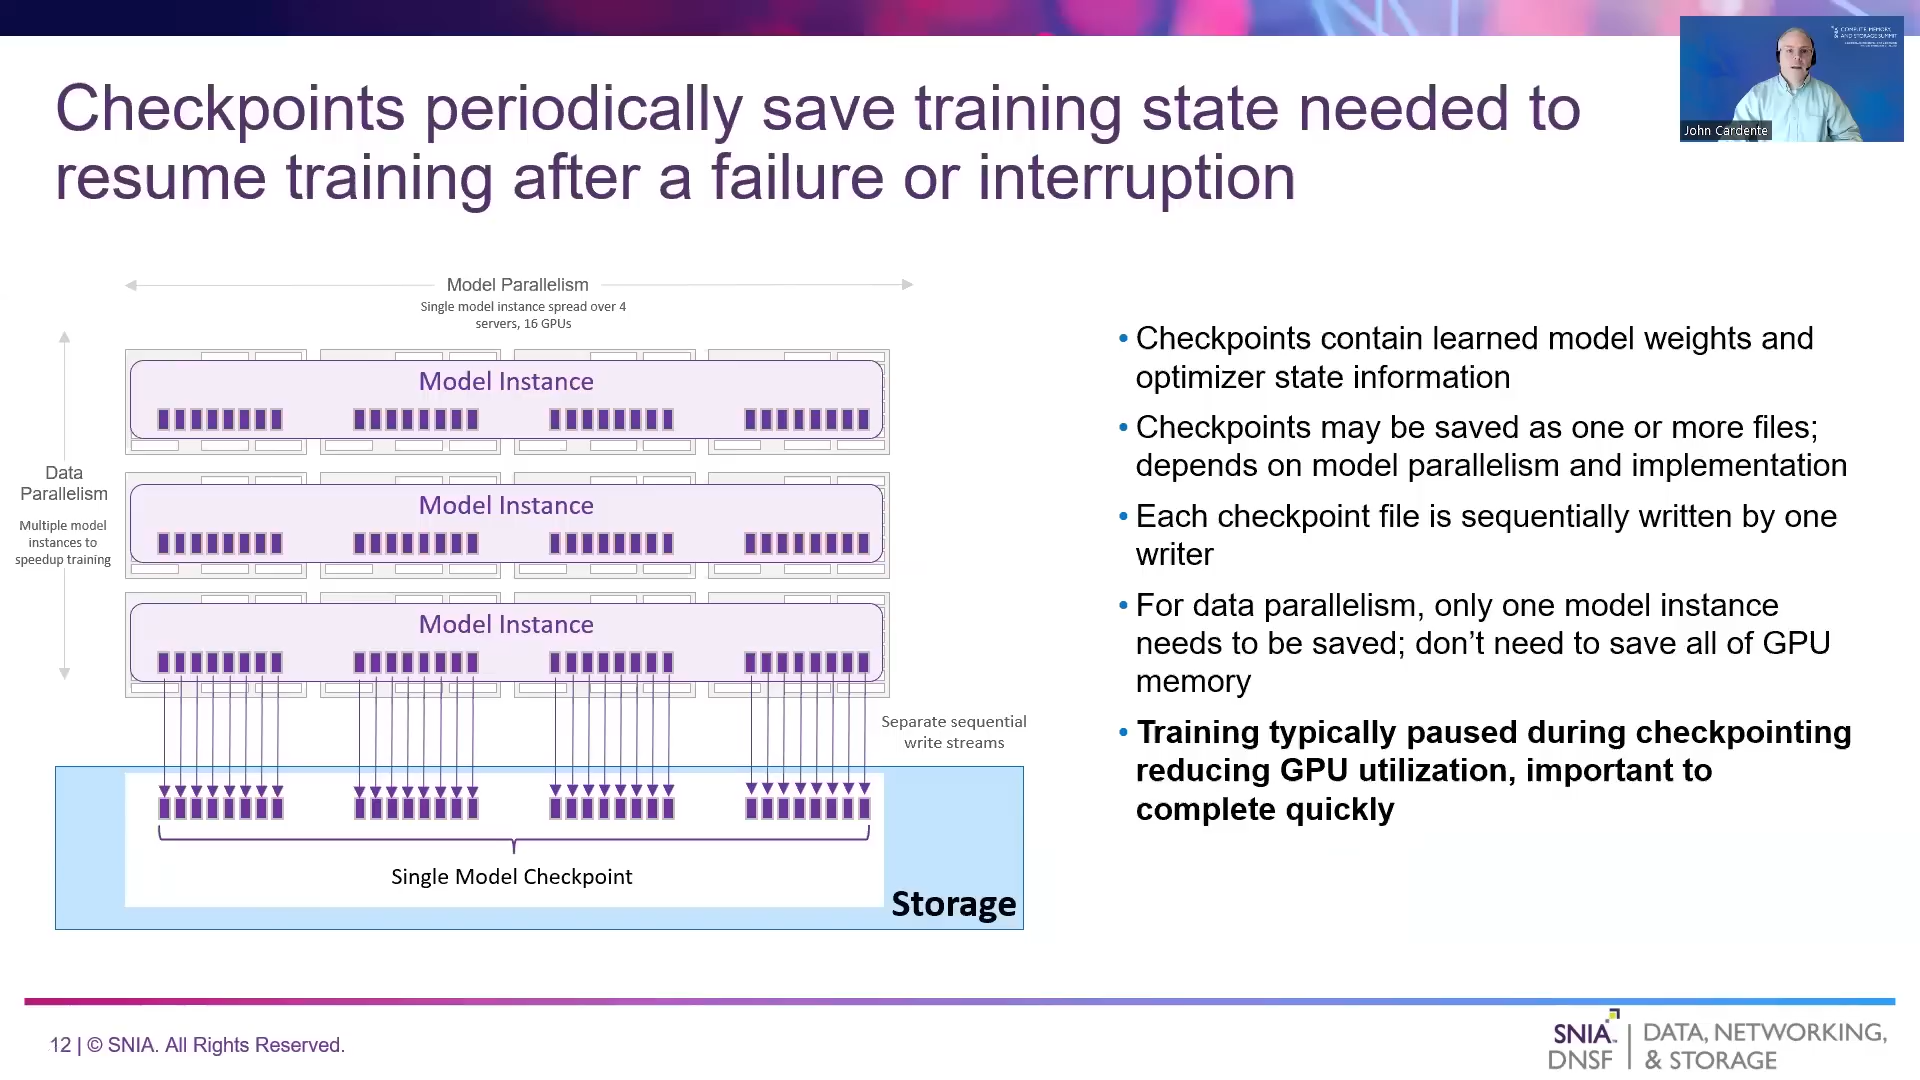 Checkpoints periodically save training state needed to
resume training after a failure or interruption
John Cardente
Model Parallelism
Single model instance spread over 4
servers, 16 GPUs
Data
Parallelism
Multiple model
instances to
speedup training
Model Instance
Model Instance
Model Instance
Separate sequential
write streams
Single Model Checkpoint
Storage
• Checkpoints contain learned model weights and
optimizer state information
• Checkpoints may be saved as one or more files;
depends on model parallelism and implementation
• Each checkpoint file is sequentially written by one
writer
• For data parallelism, only one model instance
needs to be saved; don’t need to save all of GPU
memory
• Training typically paused during checkpointing
reducing GPU utilization, important to
complete quickly
12 | © SNIA. All Rights Reserved.
SNIA
DNSF
DATA, NETWORKING,
& STORAGE
COMPUTE, MEMORY,
AND STORAGE SUMMIT